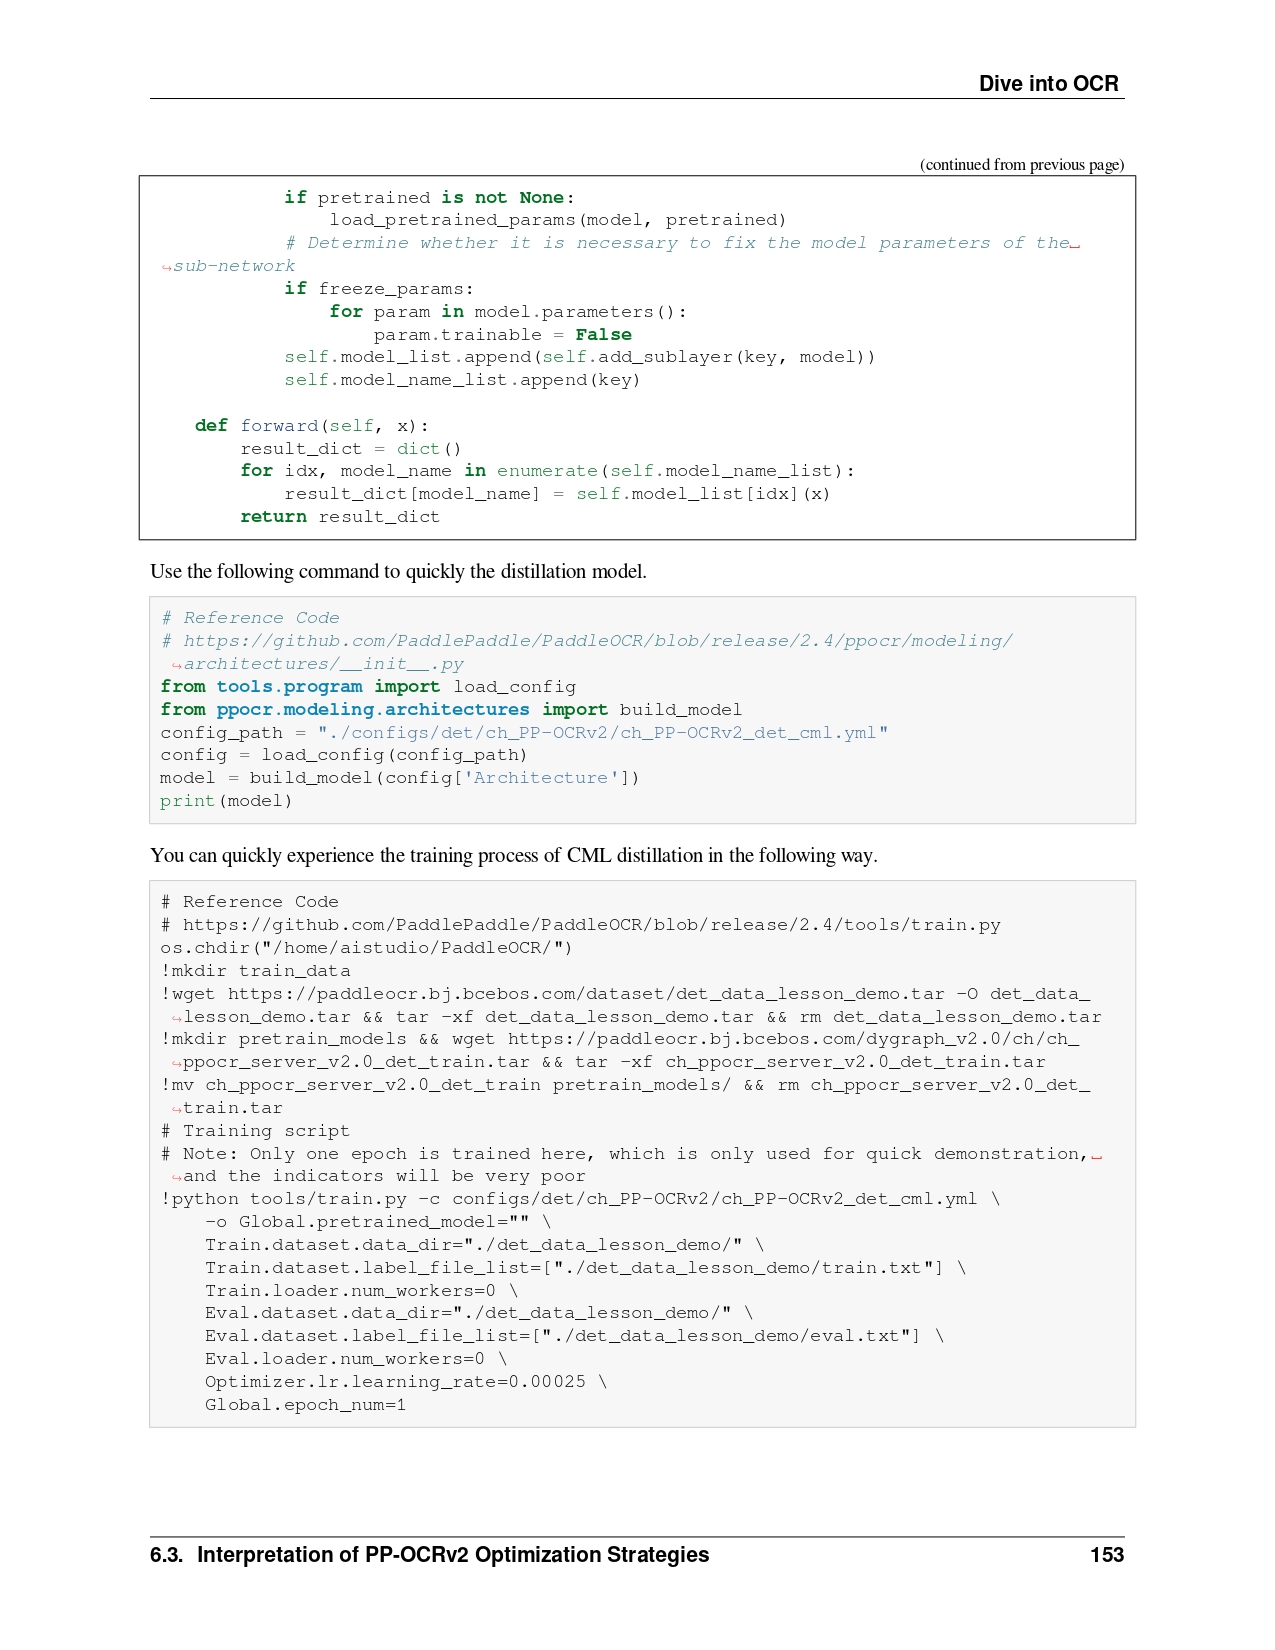 Dive into OCR
(continued from previous page)
            if pretrained is not None:
                load_pretrained_params(model, pretrained)
            # Determine whether it is necessary to fix the model parameters of the␣
↪sub-network
            if freeze_params:
                for param in model.parameters():
                    param.trainable = False
            self.model_list.append(self.add_sublayer(key, model))
            self.model_name_list.append(key)
    def forward(self, x):
        result_dict = dict()
        for idx, model_name in enumerate(self.model_name_list):
            result_dict[model_name] = self.model_list[idx](x)
        return result_dict
Use the following command to quickly the distillation model.
# Reference Code
# https://github.com/PaddlePaddle/PaddleOCR/blob/release/2.4/ppocr/modeling/
↪architectures/__init__.py
from tools.program import load_config
from ppocr.modeling.architectures import build_model
config_path = "./configs/det/ch_PP-OCRv2/ch_PP-OCRv2_det_cml.yml"
config = load_config(config_path)
model = build_model(config['Architecture'])
print(model)
You can quickly experience the training process of CML distillation in the following way.
# Reference Code
# https://github.com/PaddlePaddle/PaddleOCR/blob/release/2.4/tools/train.py
os.chdir("/home/aistudio/PaddleOCR/")
!mkdir train_data
!wget https://paddleocr.bj.bcebos.com/dataset/det_data_lesson_demo.tar -O det_data_
↪lesson_demo.tar && tar -xf det_data_lesson_demo.tar && rm det_data_lesson_demo.tar
!mkdir pretrain_models && wget https://paddleocr.bj.bcebos.com/dygraph_v2.0/ch/ch_
↪ppocr_server_v2.0_det_train.tar && tar -xf ch_ppocr_server_v2.0_det_train.tar
!mv ch_ppocr_server_v2.0_det_train pretrain_models/ && rm ch_ppocr_server_v2.0_det_
↪train.tar
# Training script
# Note: Only one epoch is trained here, which is only used for quick demonstration,␣
↪and the indicators will be very poor
!python tools/train.py -c configs/det/ch_PP-OCRv2/ch_PP-OCRv2_det_cml.yml \
    -o Global.pretrained_model="" \
    Train.dataset.data_dir="./det_data_lesson_demo/" \
    Train.dataset.label_file_list=["./det_data_lesson_demo/train.txt"] \
    Train.loader.num_workers=0 \
    Eval.dataset.data_dir="./det_data_lesson_demo/" \
    Eval.dataset.label_file_list=["./det_data_lesson_demo/eval.txt"] \
    Eval.loader.num_workers=0 \
    Optimizer.lr.learning_rate=0.00025 \
    Global.epoch_num=1
6.3. Interpretation of PP-OCRv2 Optimization Strategies 153